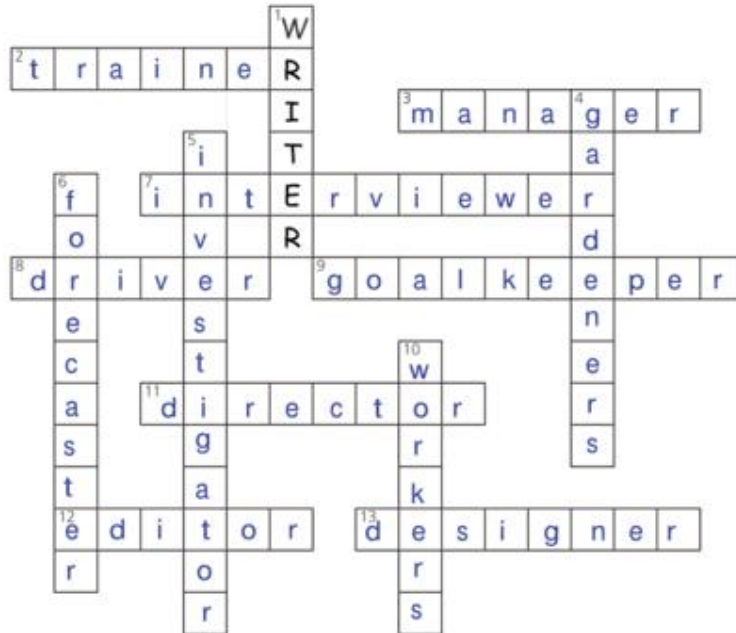 1 WRITER
2 traineR
3 manager
4 gardeners
5 investigator
6 forecaster
7 intErviewer
8 driver
9 goalkeeper
10 workers
11 director
12 editor
13 designer